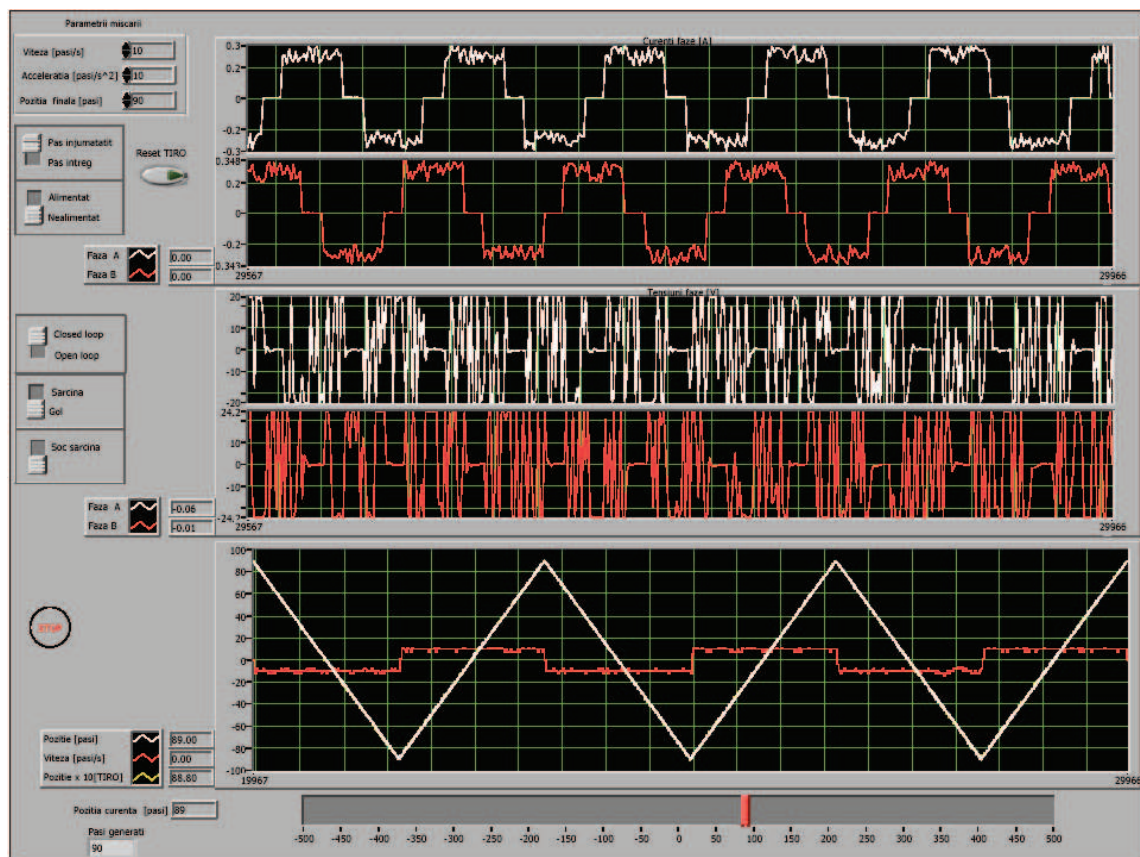 Parametrii miscarii
Viteza [pasi/s] 10
Acceleratia [pasi/s^2] 10
Pozitia finala [pasi] 90
Pas injumatatit
Pas intreg
Reset TIRO
Alimentat
Nealimentat
Faza A 0.00
Faza B 0.00
Curenti faze [A]
0.3
0.2
0
-0.2
-0.3
0.348
0.2
0
-0.2
0.343
29567 29966
Closed loop
Open loop
Sarcina
Gol
Soc sarcina
Faza A -0.06
Faza B -0.01
Tensiuni faze [V]
20
10
0
-10
-20
24.2
10
0
-10
-24.7
29567 29966
STOP
100
80
60
40
20
0
-20
-40
-60
-80
-100
19967 29966
Pozitie [pasi] 89.00
Viteza [pasi/s] 0.00
Pozitie x 10[TIRO] 88.80
Pozitia curenta [pasi] 89
Pasi generati
90
-500 -450 -400 -350 -300 -250 -200 -150 -100 -50 0 50 100 150 200 250 300 350 400 450 500